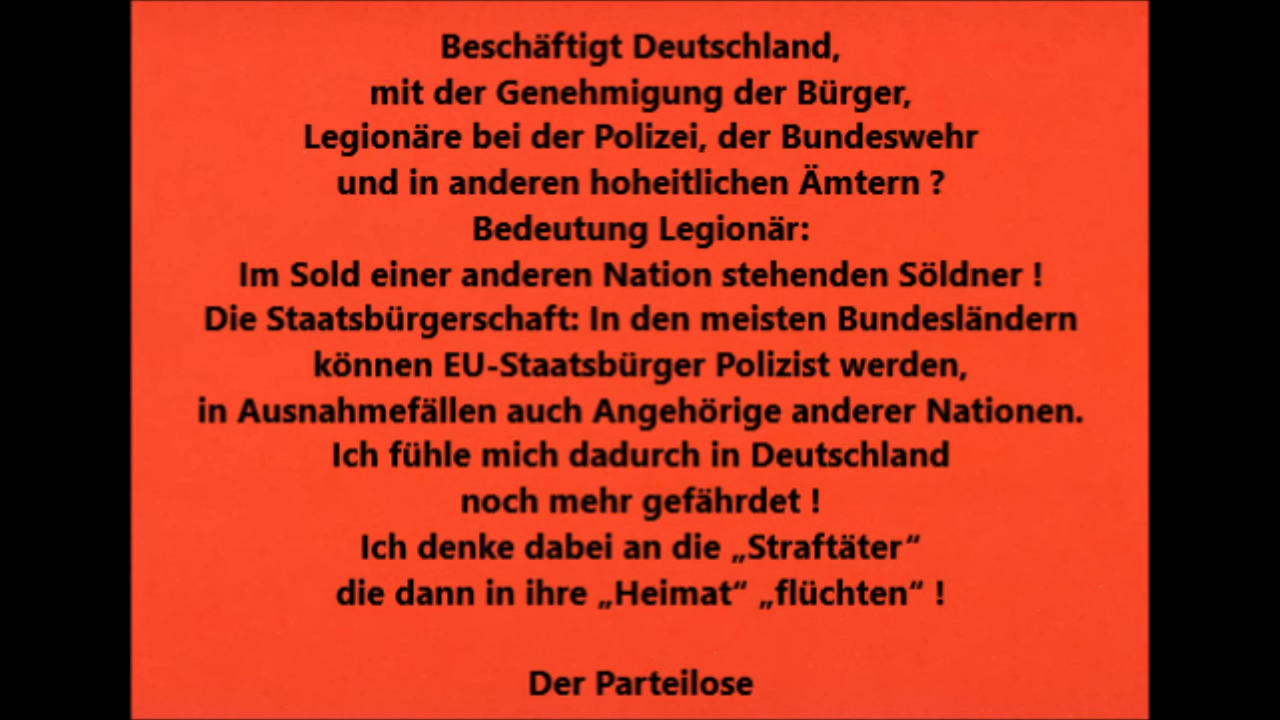 Beschäftigt Deutschland,
mit der Genehmigung der Bürger,
Legionäre bei der Polizei, der Bundeswehr
und in anderen hoheitlichen Ämtern ?
Bedeutung Legionär:
Im Sold einer anderen Nation stehenden Söldner !
Die Staatsbürgerschaft: In den meisten Bundesländern
können EU-Staatsbürger Polizist werden,
in Ausnahmefällen auch Angehörige anderer Nationen.
Ich fühle mich dadurch in Deutschland
noch mehr gefährdet !
Ich denke dabei an die „Straftäter“
die dann in ihre „Heimat“ „flüchten“ !
Der Parteilose